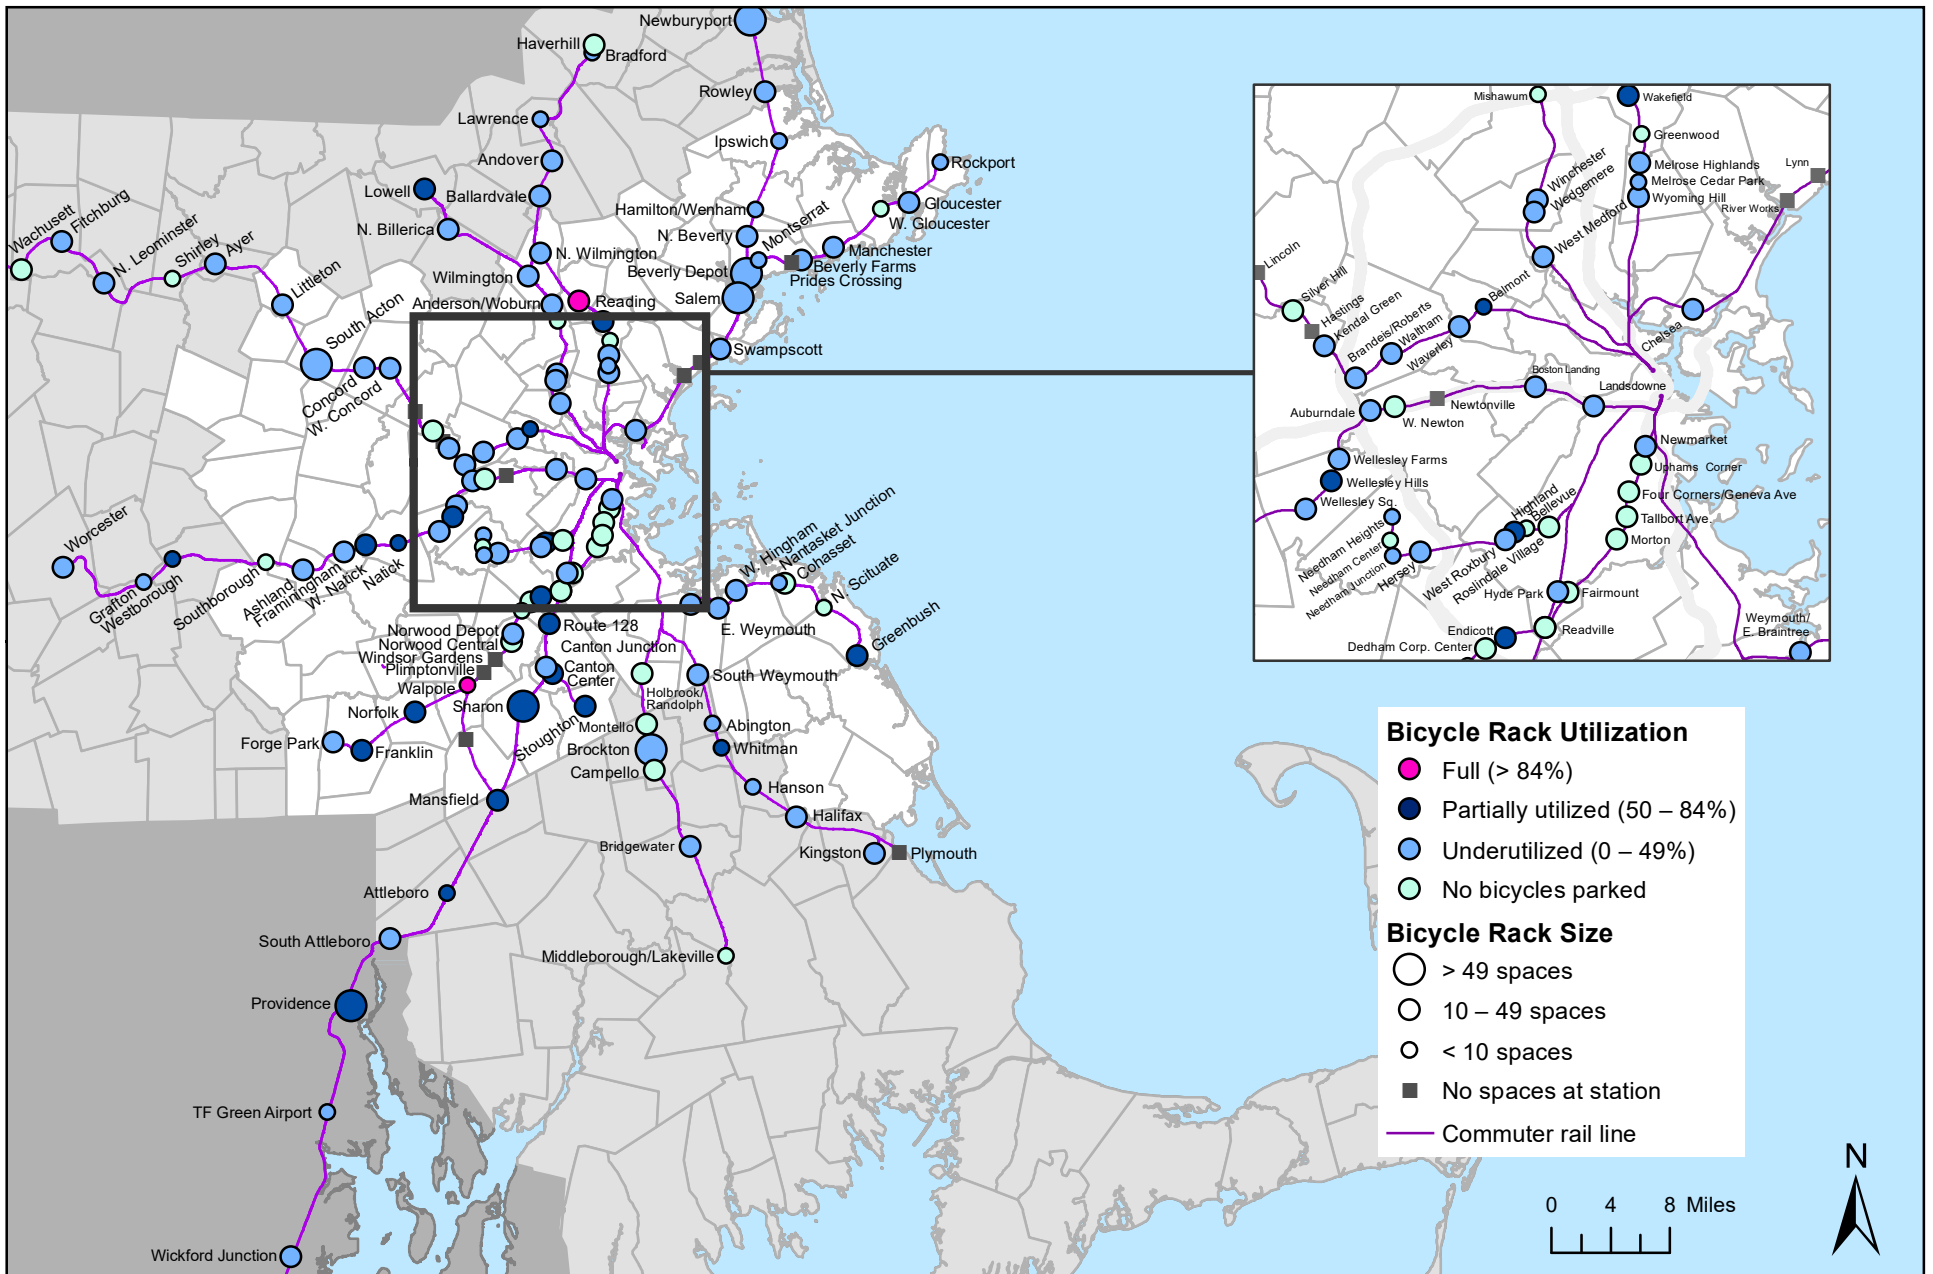 Newburyport
Haverhill
Bradford
Rowley
Lawrence
Ipswich
Andover
Rockport
Lowell
Ballardvale
Hamilton/Wenham
Gloucester
W. Gloucester
Wachusett
Fitchburg
N. Leominster
Shirley
Ayer
Littleton
N. Billerica
N. Beverly
Montserrat
Manchester
N. Wilmington
Wilmington
Beverly Depot
Beverly Farms
Prides Crossing
Anderson/Woburn
Reading
Salem
South Acton
Swampscott
Concord
W. Concord
Worcester
Grafton
Westborough
Southborough
Ashland
Framiningham
W. Natick
Natick
W. Hingham
Nantasket Junction
Cohasset
N. Scituate
Greenbush
E. Weymouth
Norwood Depot
Norwood Central
Windsor Gardens
Plimptonville
Walpole
Route 128
Canton Junction
Canton
Center
South Weymouth
Holbrook/
Randolph
Norfolk
Sharon
Stoughton
Montello
Abington
Forge Park
Franklin
Brockton
Whitman
Campello
Hanson
Mansfield
Halifax
Bridgewater
Kingston
Plymouth
Attleboro
South Attleboro
Middleborough/Lakeville
Providence
TF Green Airport
Wickford Junction
Mishawum
Wakefield
Greenwood
Winchester
Wedgemere
Melrose Highlands
Melrose Cedar Park
Wyoming Hill
Lynn
River Works
West Medford
Lincoln
Silver Hill
Hastings
Kendal Green
Brandeis/Roberts
Waltham
Waverley
Belmont
Chelsea
Boston Landing
Landsdowne
Auburndale
W. Newton
Newtonville
Newmarket
Uphams Corner
Wellesley Farms
Wellesley Hills
Wellesley Sq.
Four Corners/Geneva Ave
Tallbort Ave.
Morton
Highland
Bellevue
Needham Heights
Needham Center
Needham Junction
Hersey
West Roxbury
Roslindale Village
Hyde Park
Fairmount
Endicott
Readville
Dedham Corp. Center
Weymouth/
E. Braintree
Bicycle Rack Utilization
Full (> 84%)
Partially utilized (50 – 84%)
Underutilized (0 – 49%)
No bicycles parked
Bicycle Rack Size
> 49 spaces
10 – 49 spaces
< 10 spaces
No spaces at station
Commuter rail line
N
0 4 8 Miles